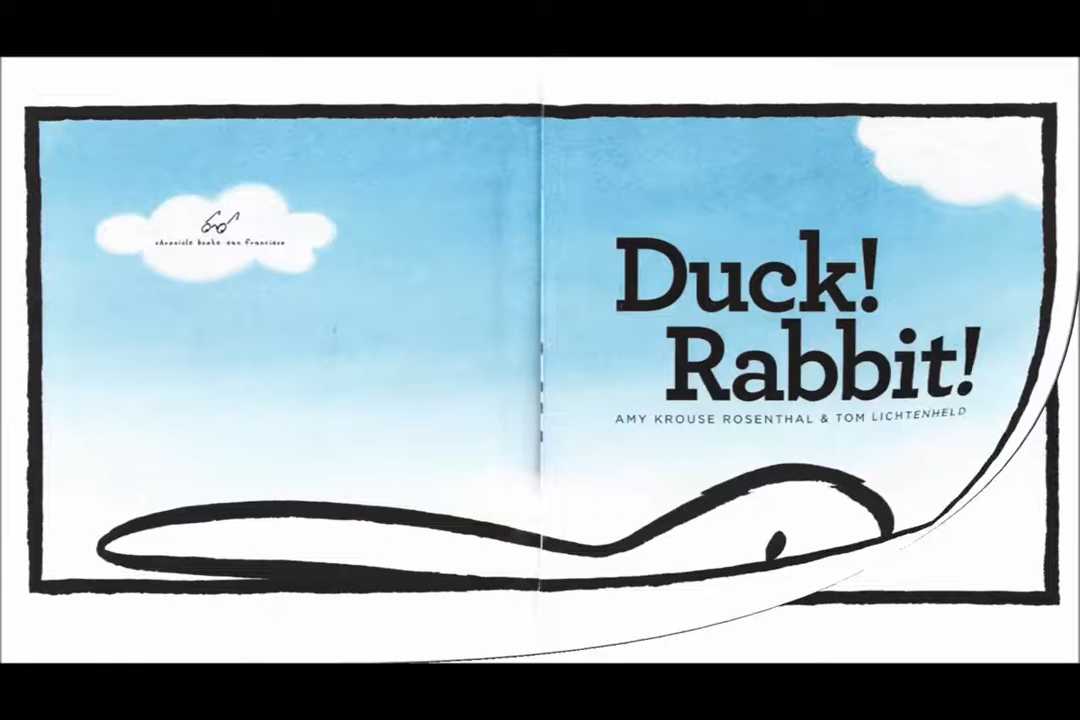 chronicle books san francisco
Duck!
Rabbit!
AMY KROUSE ROSENTHAL & TOM LICHTENHELD